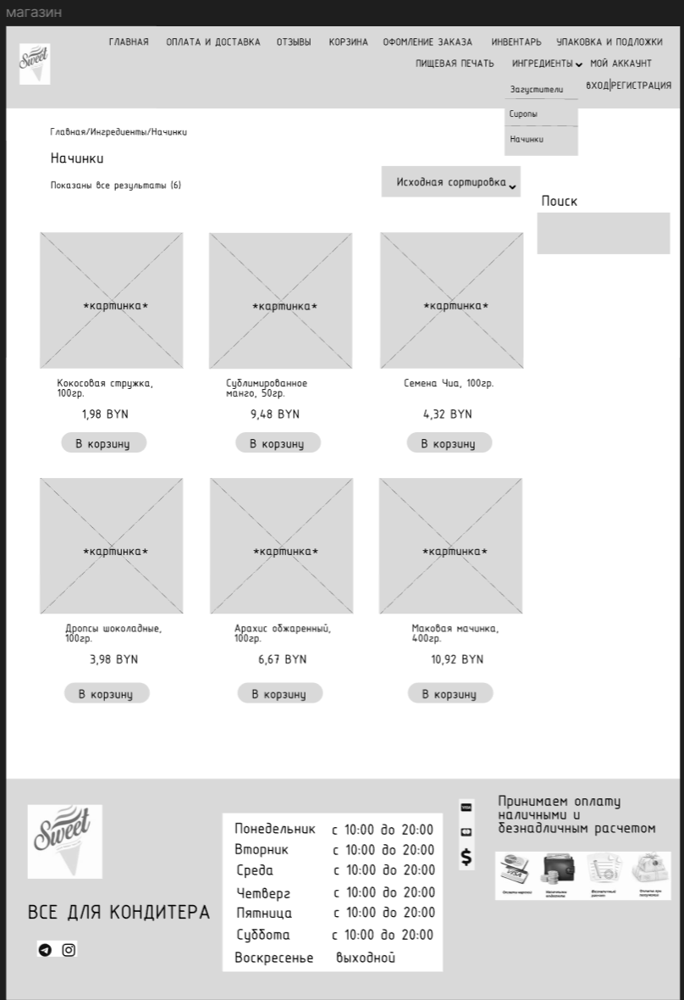 магазин
Sweet
ГЛАВНАЯ ОПЛАТА И ДОСТАВКА ОТЗЫВЫ КОРЗИНА ОФОМЛЕНИЕ ЗАКАЗА ИНВЕНТАРЬ УПАКОВКА И ПОДЛОЖКИ
ПИЩЕВАЯ ПЕЧАТЬ ИНГРЕДИЕНТЫ МОЙ АККАУНТ
ВХОД|РЕГИСТРАЦИЯ
Загустители
Сиропы
Начинки
Главная/Ингредиенты/Начинки
Начинки
Показаны все результаты (6)
Исходная сортировка
Поиск
*картинка* *картинка* *картинка*
Кокосовая стружка, 100гр.
Сублимированное манго, 50гр.
Семена Чиа, 100гр.
1,98 BYN 9,48 BYN 4,32 BYN
В корзину В корзину В корзину
*картинка* *картинка* *картинка*
Дропсы шоколадные, 100гр.
Арахис обжаренный, 100гр.
Маковая мачинка, 400гр.
3,98 BYN 6,67 BYN 10,92 BYN
В корзину В корзину В корзину
Sweet
ВСЕ ДЛЯ КОНДИТЕРА
Понедельник с 10:00 до 20:00
Вторник с 10:00 до 20:00
Среда с 10:00 до 20:00
Четверг с 10:00 до 20:00
Пятница с 10:00 до 20:00
Суббота с 10:00 до 20:00
Воскресенье выходной
VISA
$
Принимаем оплату
наличными и
безнадличным расчетом
VISA